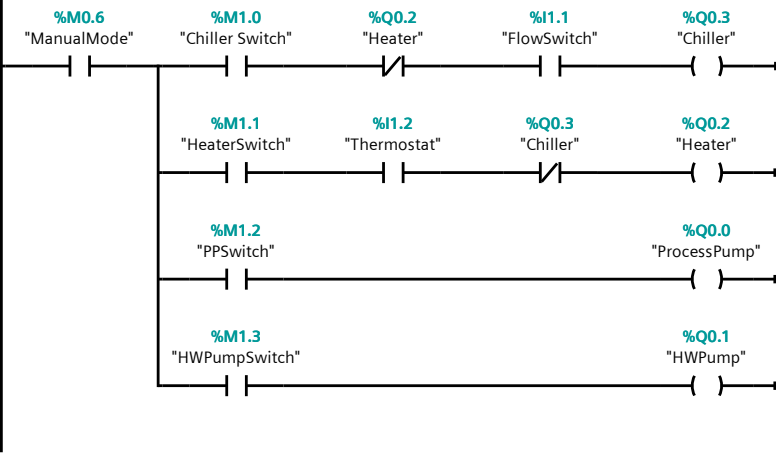 %M0.6 %M1.0 %Q0.2 %I1.1 %Q0.3
"ManualMode" "Chiller Switch" "Heater" "FlowSwitch" "Chiller"
%M1.1 %I1.2 %Q0.3 %Q0.2
"HeaterSwitch" "Thermostat" "Chiller" "Heater"
%M1.2 %Q0.0
"PPSwitch" "ProcessPump"
%M1.3 %Q0.1
"HWPumpSwitch" "HWPump"